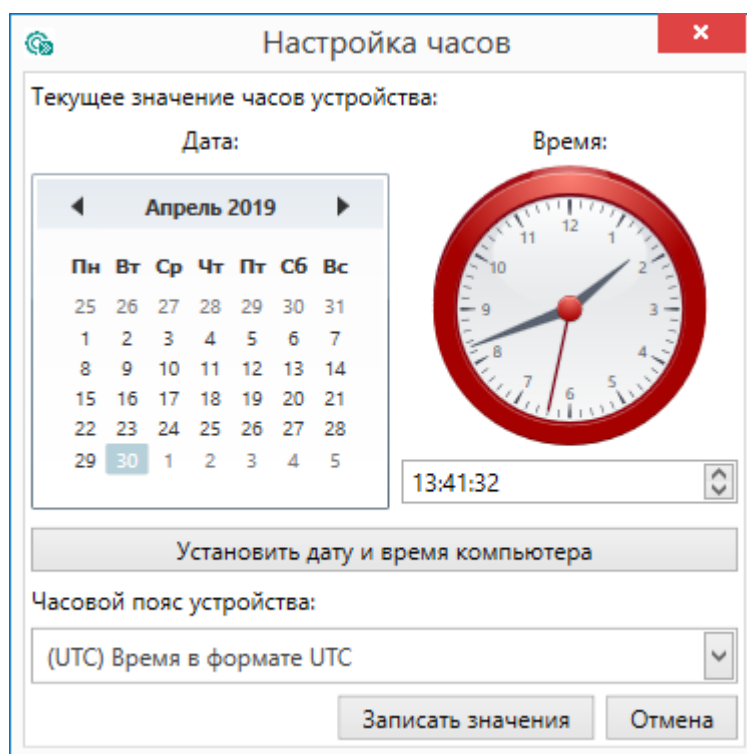 Настройка часов
Текущее значение часов устройства:
Дата:
Время:
Апрель 2019
Пн Вт Ср Чт Пт Сб Вс
25 26 27 28 29 30 31
1 2 3 4 5 6 7
8 9 10 11 12 13 14
15 16 17 18 19 20 21
22 23 24 25 26 27 28
29 30 1 2 3 4 5
12
1
2
3
4
5
6
7
8
9
10
11
13:41:32
Установить дату и время компьютера
Часовой пояс устройства:
(UTC) Время в формате UTC
Записать значения
Отмена